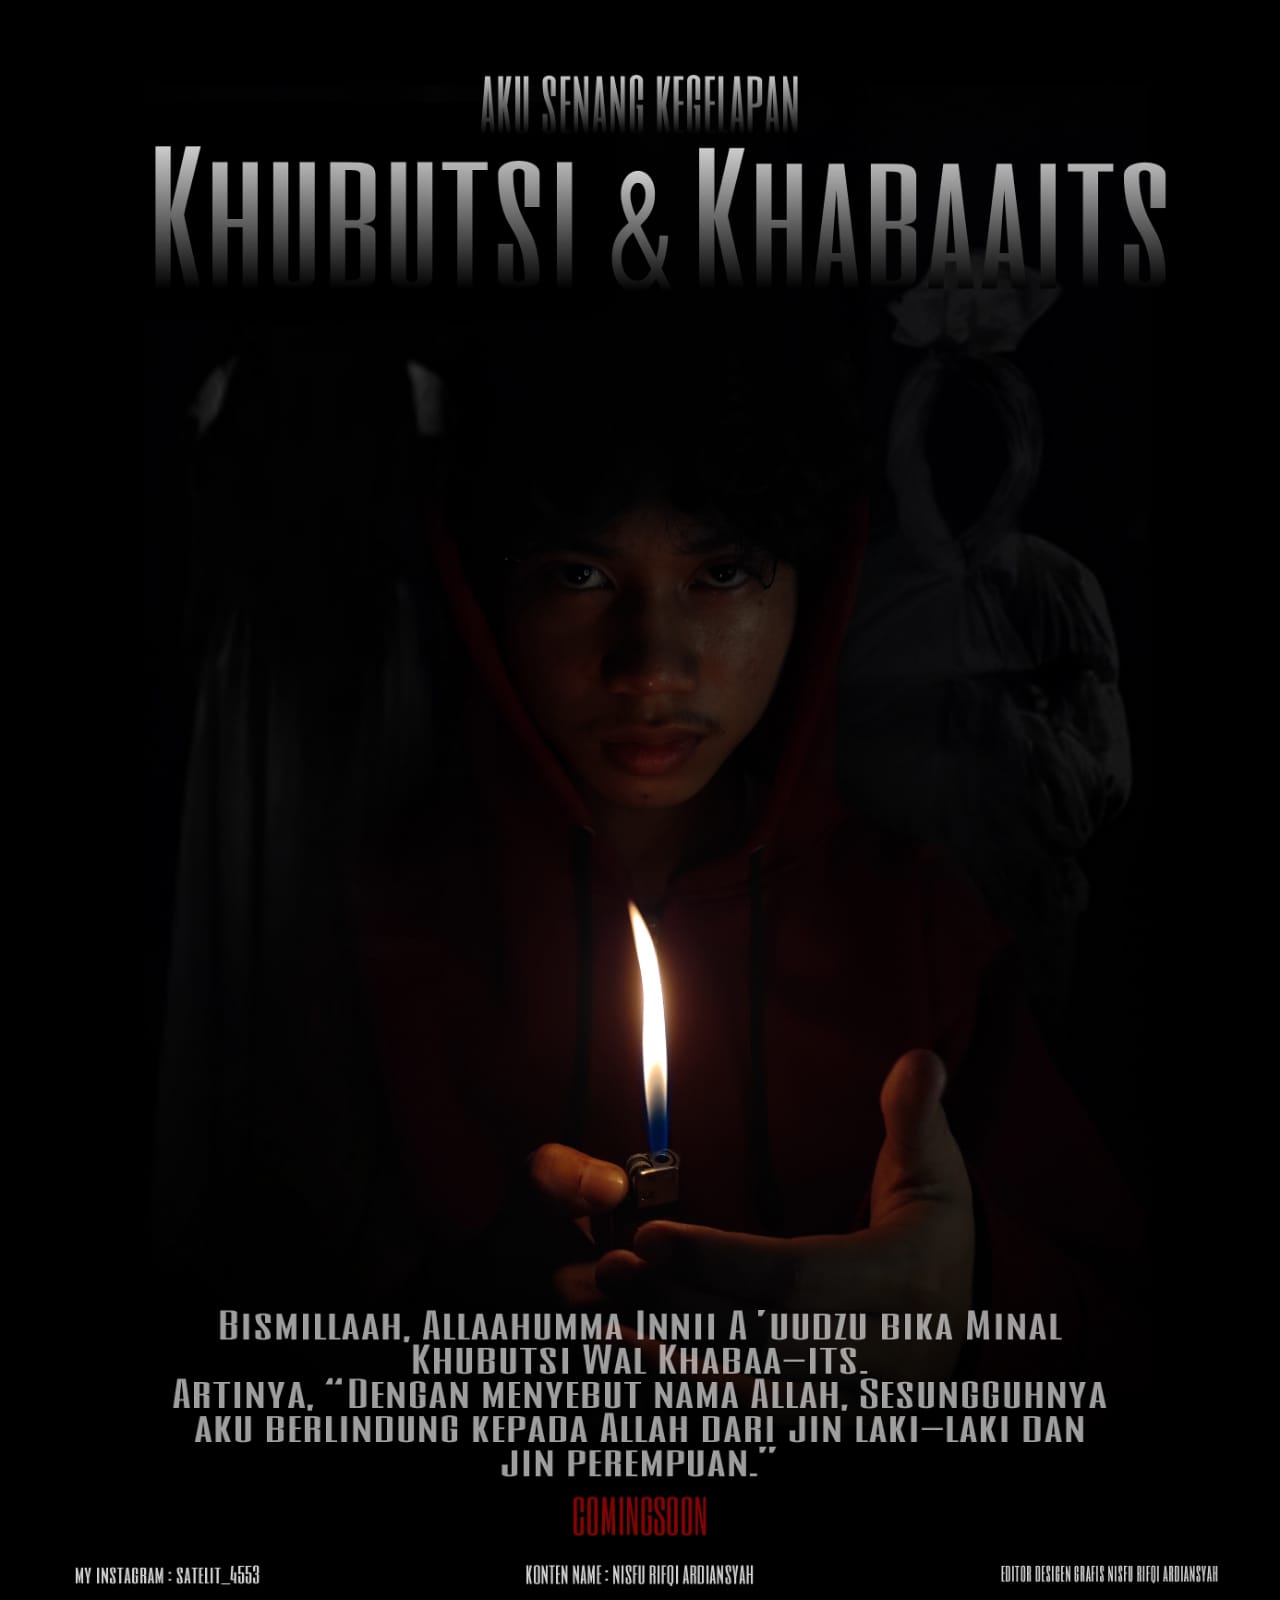 AKU SENANG KEGELAPAN
KHUBUTSI & KHABAAITS
BISMILLAAH, ALLAAHUMMA INNII A'UUDZU BIKA MINAL
KHUBUTSI WAL KHABAA-ITS.
ARTINYA, “DENGAN MENYEBUT NAMA ALLAH, SESUNGGUHNYA
AKU BERLINDUNG KEPADA ALLAH DARI JIN LAKI-LAKI DAN
JIN PEREMPUAN.”
COMINGSOON
MY INSTAGRAM : SATELIT_4553
KONTEN NAME : NISFU RIFQI ARDIANSYAH
EDITOR DESIGEN GRAFIS NISFU RIFQI ARDIANSYAH